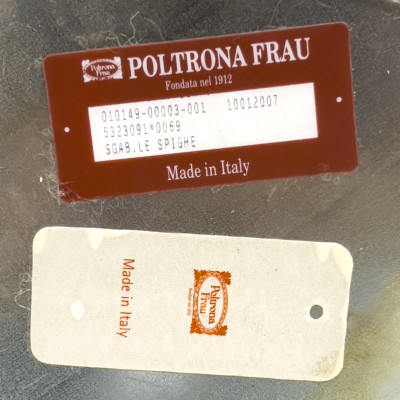 Poltrona
Frau
POLTRONA FRAU
Fondata nel 1912
010149-00003-001 10012007
5323091*0069
SGAB.LE SPIGHE
Made in Italy
Made in Italy
Poltrona
Frau